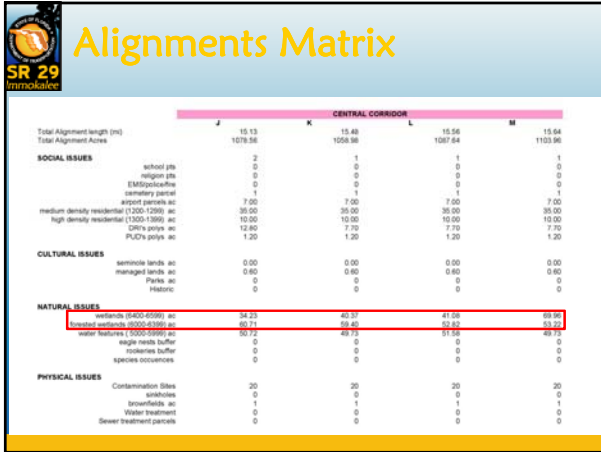 STATE OF FLORIDA
DEPARTMENT OF TRANSPORTATION
SR 29
Immokalee
Alignments Matrix
CENTRAL CORRIDOR
J K L M
Total Alignment length (mi) 15.13 15.48 15.56 15.64
Total Alignment Acres 1078.56 1058.98 1087.64 1103.96
SOCIAL ISSUES 2 1 1 1
school pts 0 0 0 0
religion pts 0 0 0 0
EMS/police/fire 0 0 0 0
cemetery parcel 1 1 1 1
airport parcels ac 7.00 7.00 7.00 7.00
medium density residential (1200-1299) ac 35.00 35.00 35.00 35.00
high density residential (1300-1399) ac 10.00 10.00 10.00 10.00
DRI's polys ac 12.80 7.70 7.70 7.70
PUD's polys ac 1.20 1.20 1.20 1.20
CULTURAL ISSUES
seminole lands ac 0.00 0.00 0.00 0.00
managed lands ac 0.60 0.60 0.60 0.60
Parks ac 0 0 0 0
Historic 0 0 0 0
NATURAL ISSUES
wetlands (6400-6599) ac 34.23 40.37 41.08 69.96
forested wetlands (6000-6399) ac 60.71 59.40 52.82 53.22
water features (5000-5999) ac 50.72 49.73 51.58 49.73
eagle nests buffer 0 0 0 0
rookeries buffer 0 0 0 0
species occuences 0 0 0 0
PHYSICAL ISSUES
Contamination Sites 20 20 20 20
sinkholes 0 0 0 0
brownfields ac 1 1 1 1
Water treatment 0 0 0 0
Sewer treatment parcels 0 0 0 0